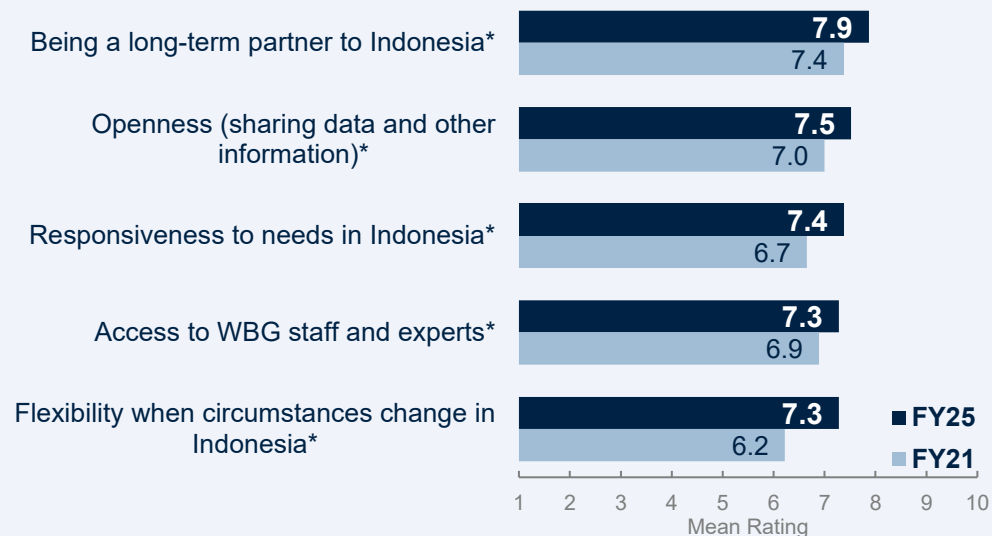 Being a long-term partner to Indonesia*
7.9
7.4
Openness (sharing data and other
information)*
7.5
7.0
Responsiveness to needs in Indonesia*
7.4
6.7
Access to WBG staff and experts*
7.3
6.9
Flexibility when circumstances change in
Indonesia*
7.3
6.2
FY25
FY21
1 2 3 4 5 6 7 8 9 10
Mean Rating